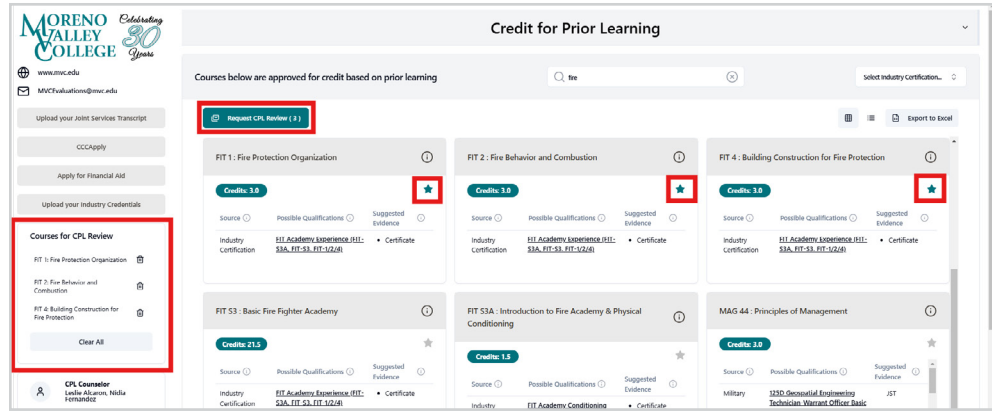 MORENO
VALLEY
COLLEGE
Celebrating
30
Years
www.mvc.edu
MVCEvaluations@mvc.edu
Upload your Joint Services Transcript
CCCApply
Apply for Financial Aid
Upload your Industry Credentials
Courses for CPL Review
FIT 1: Fire Protection Organization
FIT 2: Fire Behavior and
Combustion
FIT 4: Building Construction for
Fire Protection
Clear All
CPL Counselor
Leslie Alcaron, Nidia
Fernandez
Credit for Prior Learning
Courses below are approved for credit based on prior learning
fire
Select Industry Certification...
Request CPL Review ( 3 )
Export to Excel
FIT 1 : Fire Protection Organization
Credits: 3.0
Source
Possible Qualifications
Suggested
Evidence
Industry
Certification
FIT Academy Experience (FIT-
S3A, FIT-S3, FIT-1/2/4)
• Certificate
FIT 2 : Fire Behavior and Combustion
Credits: 3.0
Source
Possible Qualifications
Suggested
Evidence
Industry
Certification
FIT Academy Experience (FIT-
S3A, FIT-S3, FIT-1/2/4)
• Certificate
FIT 4 : Building Construction for Fire Protection
Credits: 3.0
Source
Possible Qualifications
Suggested
Evidence
Industry
Certification
FIT Academy Experience (FIT-
S3A, FIT-S3, FIT-1/2/4)
• Certificate
FIT S3 : Basic Fire Fighter Academy
Credits: 21.5
Source
Possible Qualifications
Suggested
Evidence
Industry
Certification
FIT Academy Experience (FIT-
S3A, FIT-S3, FIT-1/2/4)
• Certificate
FIT S3A : Introduction to Fire Academy & Physical
Conditioning
Credits: 1.5
Source
Possible Qualifications
Suggested
Evidence
Industry
FIT Academy Conditioning
• Certificate
MAG 44 : Principles of Management
Credits: 3.0
Source
Possible Qualifications
Suggested
Evidence
Military
125D Geospatial Engineering
Technician Warrant Officer Basic
JST